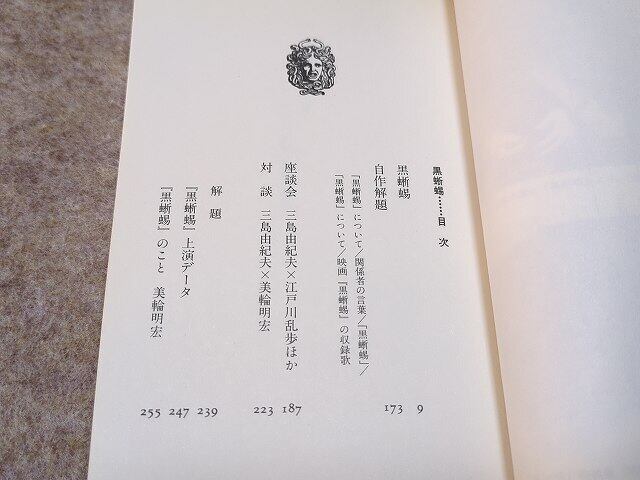 黒蜥蜴……目次
黒蜥蜴 9
自作解題 173
「黒蜥蜴」について／関係者の言葉／「黒蜥蜴」／
「黒蜥蜴」について／映画『黒蜥蜴』の収録歌
座談会 三島由紀夫×江戸川乱歩ほか 187
対談 三島由紀夫×美輪明宏 223
解題 239
『黒蜥蜴』上演データ 247
『黒蜥蜴』のこと 美輪明宏 255